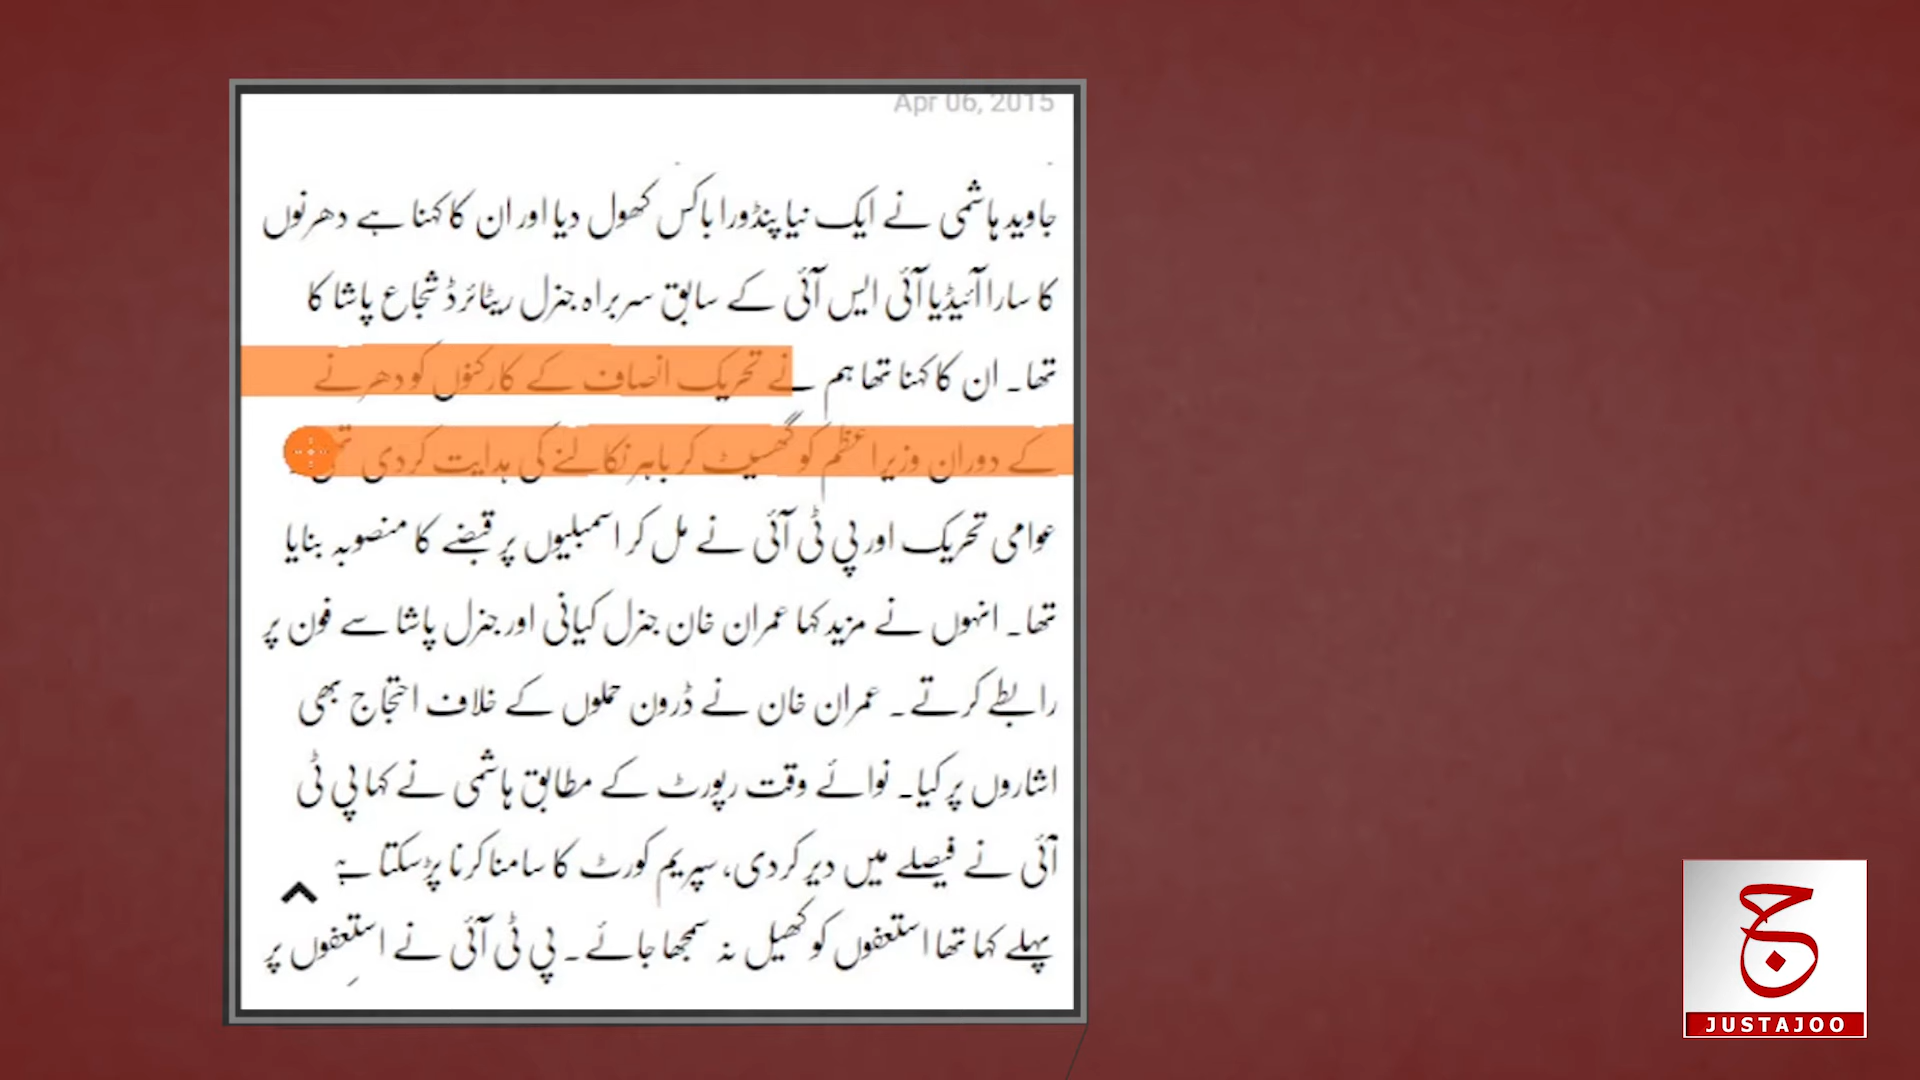 Apr 06, 2015
جاوید ہاشمی نے ایک نیا پنڈورا باکس کھول دیا اور ان کا کہنا ہے دھرنوں
کا سارا آئیڈیا آئی ایس آئی کے سابق سربراہ جنرل ریٹائرڈ شجاع پاشا کا
تھا۔ ان کا کہنا تھا ہم نے تحریک انصاف کے کارکنوں کو دھرنے
کے دوران وزیراعظم کو گھسیٹ کر باہر نکالنے کی ہدایت کردی تھی۔
عوامی تحریک اور پی ٹی آئی نے مل کر اسمبلیوں پر قبضے کا منصوبہ بنایا
تھا۔ انہوں نے مزید کہا عمران خان جنرل کیانی اور جنرل پاشا سے فون پر
رابطے کرتے۔ عمران خان نے ڈرون حملوں کے خلاف احتجاج بھی
اشاروں پر کیا۔ نوائے وقت رپورٹ کے مطابق ہاشمی نے کہا پی ٹی
آئی نے فیصلے میں دیر کردی، سپریم کورٹ کا سامنا کرنا پڑسکتا ہے
پہلے کہا تھا استعفوں کو کھیل نہ سمجھا جائے۔ پی ٹی آئی نے استعفوں پر
ج
JUSTAJOO